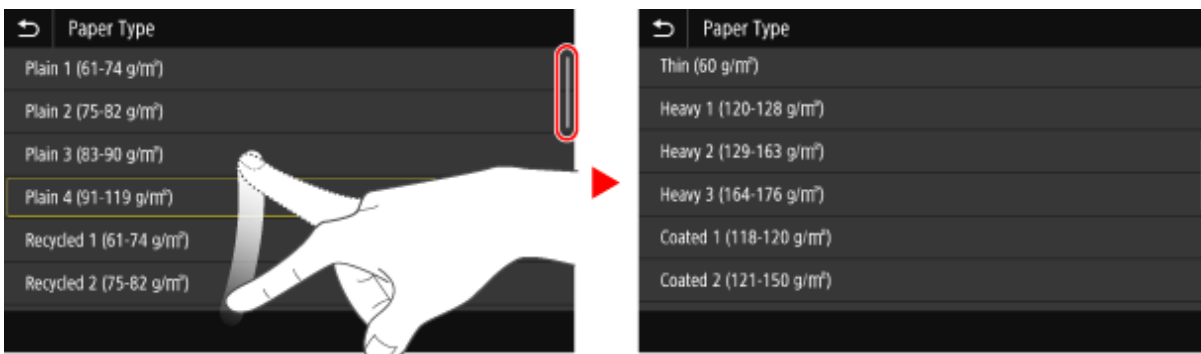 Paper Type
Plain 1 (61-74 g/m²)
Plain 2 (75-82 g/m²)
Plain 3 (83-90 g/m²)
Plain 4 (91-119 g/m²)
Recycled 1 (61-74 g/m²)
Recycled 2 (75-82 g/m²)
Paper Type
Thin (60 g/m²)
Heavy 1 (120-128 g/m²)
Heavy 2 (129-163 g/m²)
Heavy 3 (164-176 g/m²)
Coated 1 (118-120 g/m²)
Coated 2 (121-150 g/m²)